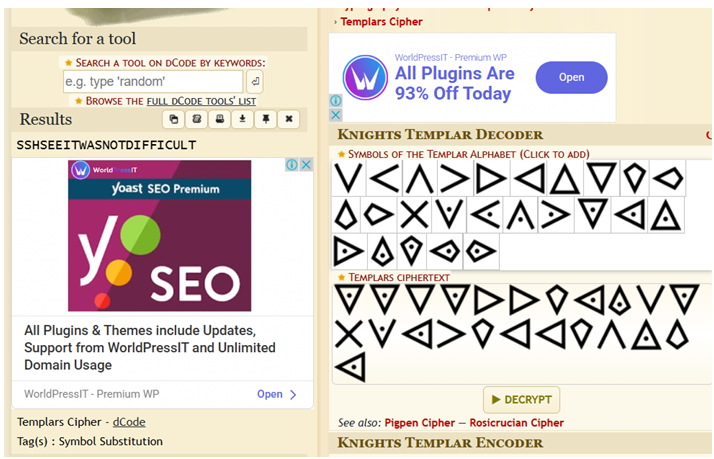 › Templars Cipher
Search for a tool
★ SEARCH A TOOL ON DCODE BY KEYWORDS:
e.g. type 'random'
★ BROWSE THE FULL DCODE TOOLS' LIST
Results
SSHSEEITWASNOTDIFFICULT
WordPressIT
yoast SEO Premium
yo
SEO
All Plugins & Themes include Updates,
Support from WorldPressIT and Unlimited
Domain Usage
WorldPressIT - Premium WP
Open
Templars Cipher - dCode
Tag(s) : Symbol Substitution
WorldPressIT - Premium WP
All Plugins Are
93% Off Today
Open
KNIGHTS TEMPLAR DECODER
★ SYMBOLS OF THE TEMPLAR ALPHABET (CLICK TO ADD)
★ TEMPLARS CIPHERTEXT
▶ DECRYPT
See also: Pigpen Cipher — Rosicrucian Cipher
KNIGHTS TEMPLAR ENCODER